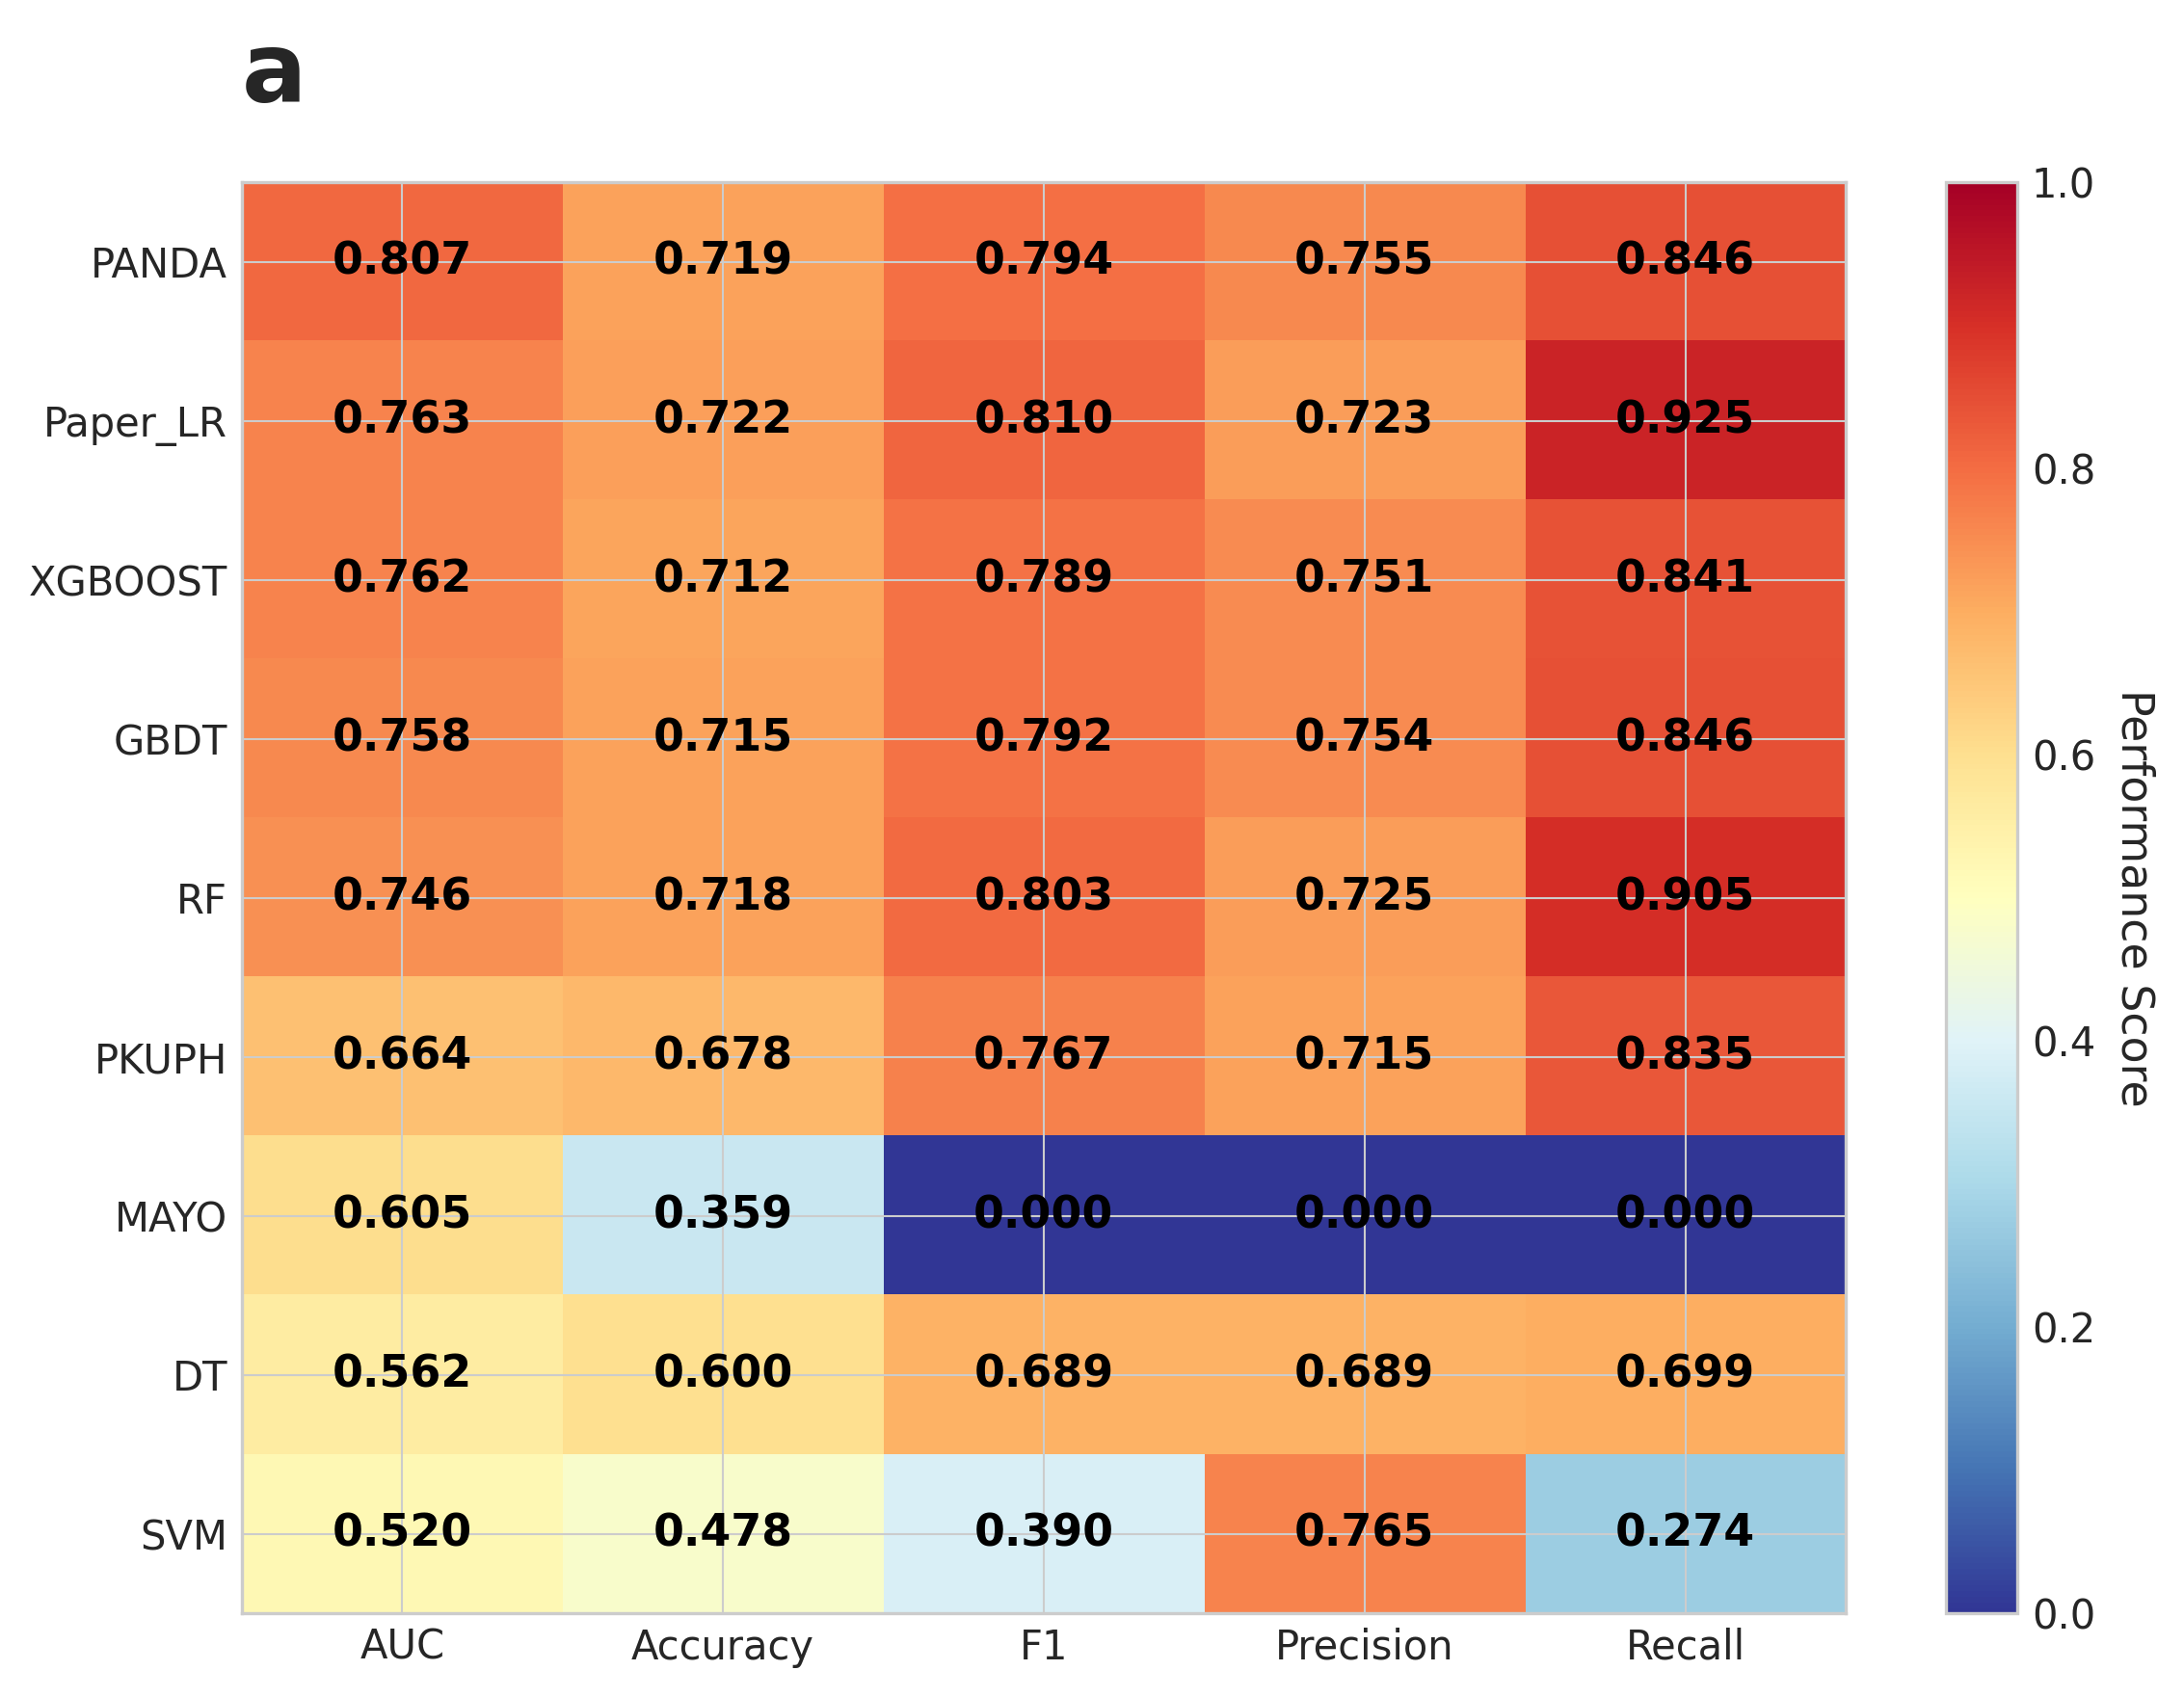 a
PANDA 0.807 0.719 0.794 0.755 0.846
Paper_LR 0.763 0.722 0.810 0.723 0.925
XGBOOST 0.762 0.712 0.789 0.751 0.841
GBDT 0.758 0.715 0.792 0.754 0.846
RF 0.746 0.718 0.803 0.725 0.905
PKUPH 0.664 0.678 0.767 0.715 0.835
MAYO 0.605 0.359 0.000 0.000 0.000
DT 0.562 0.600 0.689 0.689 0.699
SVM 0.520 0.478 0.390 0.765 0.274
AUC Accuracy F1 Precision Recall
1.0
0.8
0.6
0.4
0.2
0.0
Performance Score